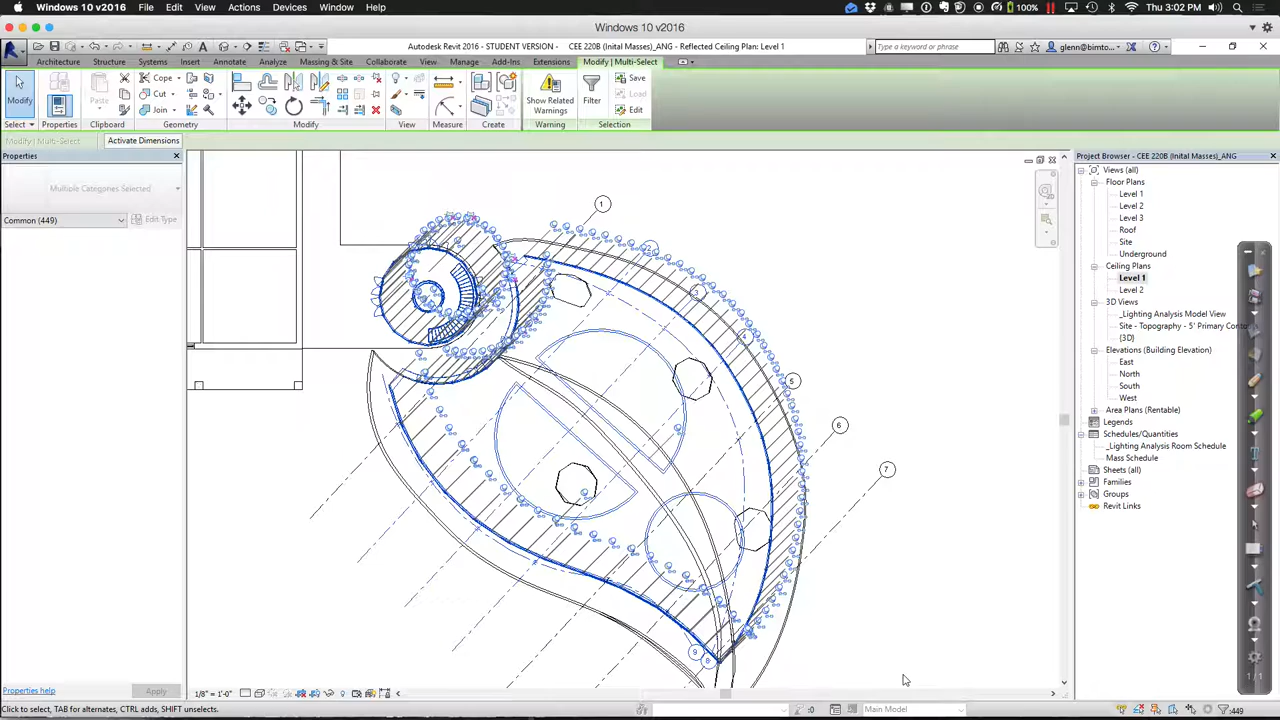 Windows 10 v2016 File Edit View Actions Devices Window Help 100% Thu 3:02 PM
Windows 10 v2016
Autodesk Revit 2016 - STUDENT VERSION - CEE 220B (Inital Masses)_ANG - Reflected Ceiling Plan: Level 1 Type a keyword or phrase glenn@bimto...
Architecture Structure Systems Insert Annotate Analyze Massing & Site Collaborate View Manage Add-Ins Extensions Modify | Multi-Select
Modify Paste Cope Cut Join Show Related Warnings Filter Save Load Edit
Select Properties Clipboard Geometry Modify View Measure Create Warning Selection
Modify | Multi-Select Activate Dimensions
Properties
Multiple Categories Selected
Common (449) Edit Type
Properties help Apply
1
2
3
4
5
6
7
9 8
Project Browser - CEE 220B (Inital Masses)_ANG
Views (all)
Floor Plans
Level 1
Level 2
Level 3
Roof
Site
Underground
Ceiling Plans
Level 1
Level 2
3D Views
_Lighting Analysis Model View
Site - Topography - 5' Primary Conto
{3D}
Elevations (Building Elevation)
East
North
South
West
Area Plans (Rentable)
Legends
Schedules/Quantities
_Lighting Analysis Room Schedule
Mass Schedule
Sheets (all)
Families
Groups
Revit Links
1 / 1
1/8" = 1'-0"
Click to select, TAB for alternates, CTRL adds, SHIFT unselects. :0 Main Model :449